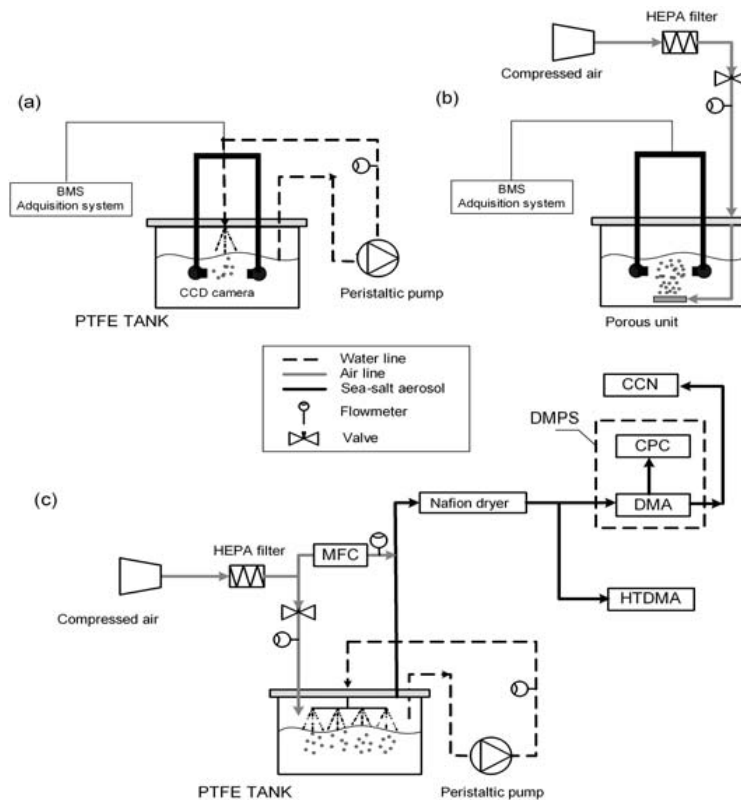 HEPA filter
Compressed air
(a)
(b)
BMS
Adquisition system
BMS
Adquisition system
CCD camera
Peristaltic pump
PTFE TANK
Porous unit
Water line
Air line
Sea-salt aerosol
Flowmeter
Valve
CCN
DMPS
CPC
(c)
Nafion dryer
DMA
HEPA filter
MFC
Compressed air
HTDMA
PTFE TANK
Peristaltic pump